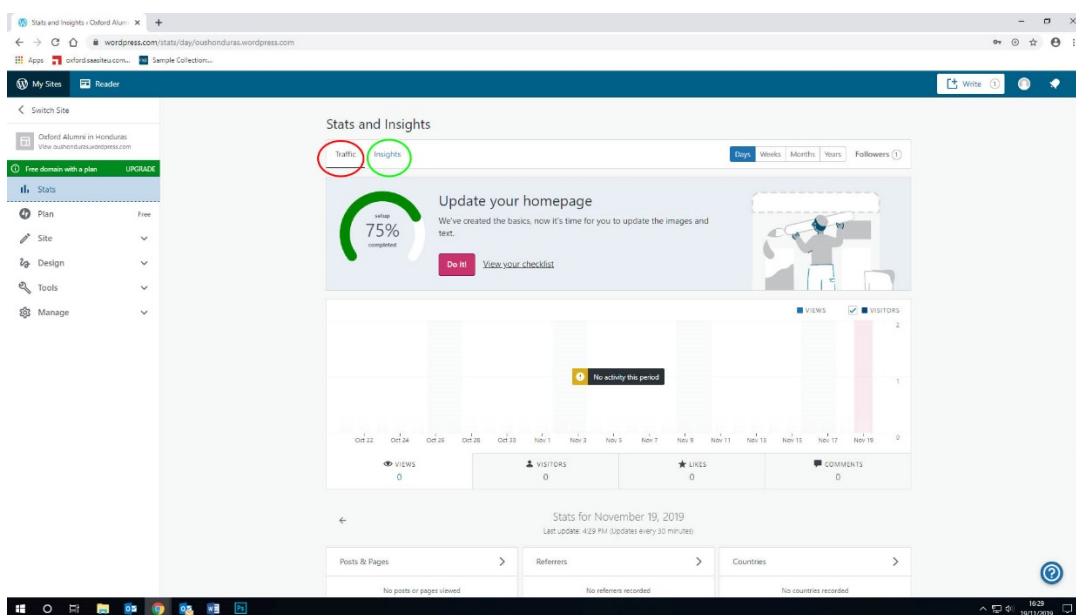 Stats and Insights ‹ Oxford Alum
wordpress.com/stats/day/oushonduras.wordpress.com
Apps oxford.saasiteu.com... Sample Collection...
My Sites Reader Write 1
Switch Site
Oxford Alumni in Honduras
View oushonduras.wordpress.com
Free domain with a plan UPGRADE
Stats
Plan Free
Site
Design
Tools
Manage
Stats and Insights
Traffic Insights Days Weeks Months Years Followers 1
setup
75%
completed
Update your homepage
We've created the basics, now it's time for you to update the images and
text.
Do it! View your checklist
VIEWS VISITORS
2
No activity this period
1
0
Oct 22 Oct 24 Oct 26 Oct 28 Oct 30 Nov 1 Nov 3 Nov 5 Nov 7 Nov 9 Nov 11 Nov 13 Nov 15 Nov 17 Nov 19
VIEWS VISITORS LIKES COMMENTS
0 0 0 0
Stats for November 19, 2019
Last update: 4:29 PM (Updates every 30 minutes)
Posts & Pages Referrers Countries
No posts or pages viewed No referrers recorded No countries recorded
16:29
19/11/2019